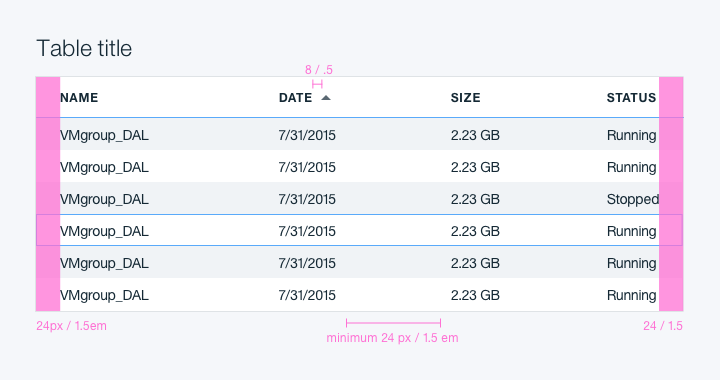 Table title
8 / .5
NAME DATE SIZE STATUS
VMgroup_DAL 7/31/2015 2.23 GB Running
VMgroup_DAL 7/31/2015 2.23 GB Running
VMgroup_DAL 7/31/2015 2.23 GB Stopped
VMgroup_DAL 7/31/2015 2.23 GB Running
VMgroup_DAL 7/31/2015 2.23 GB Running
VMgroup_DAL 7/31/2015 2.23 GB Running
24px / 1.5em 24 / 1.5
minimum 24 px / 1.5 em